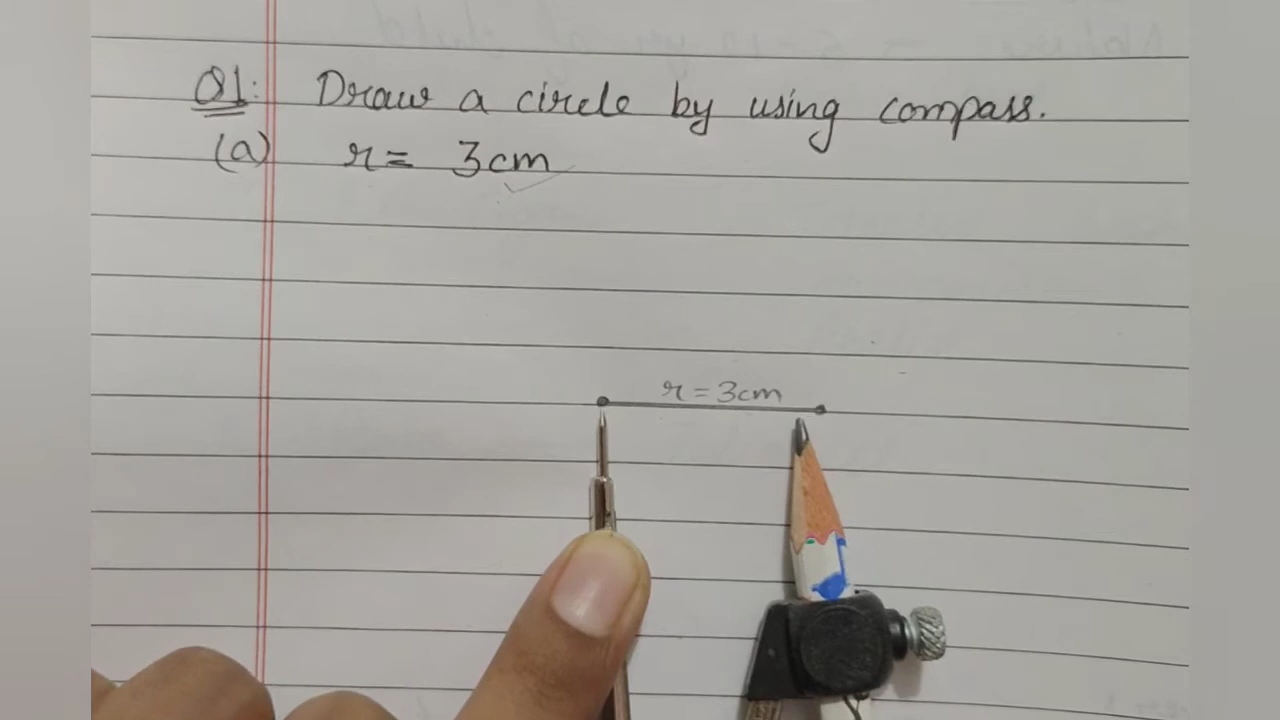 Q1: Draw a circle by using compass.
(a) r = 3cm
r = 3cm